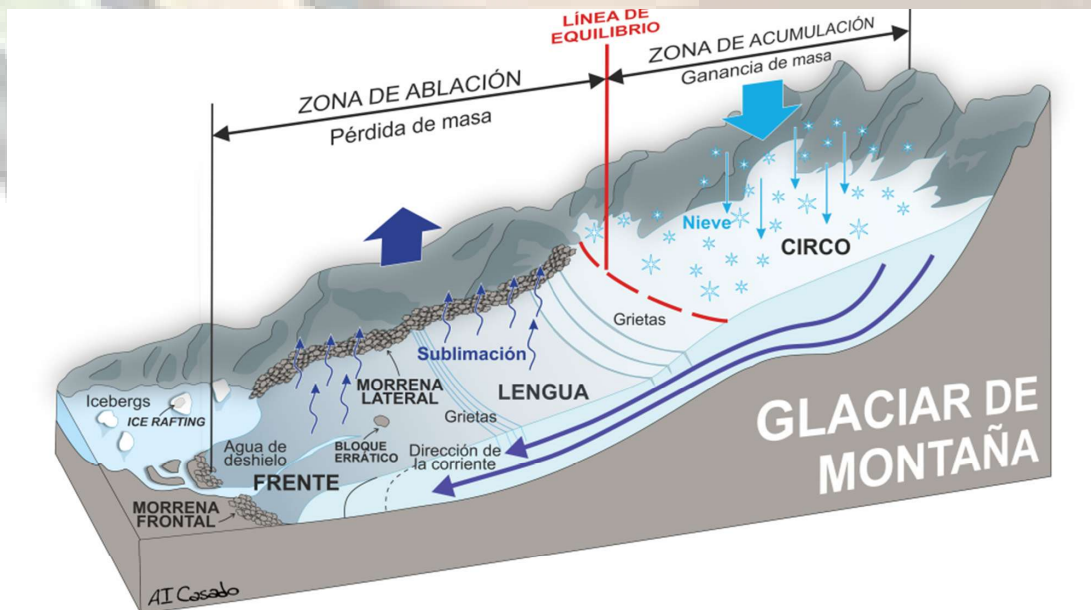 LÍNEA DE
EQUILIBRIO
ZONA DE ACUMULACIÓN
Ganancia de masa
ZONA DE ABLACIÓN
Pérdida de masa
Nieve
CIRCO
Grietas
Sublimación
MORRENA
LATERAL
LENGUA
Icebergs
ICE RAFTING
Grietas
Agua de
deshielo
BLOQUE
ERRÁTICO
Dirección de
la corriente
FRENTE
MORRENA
FRONTAL
GLACIAR DE
MONTAÑA
AI Casado